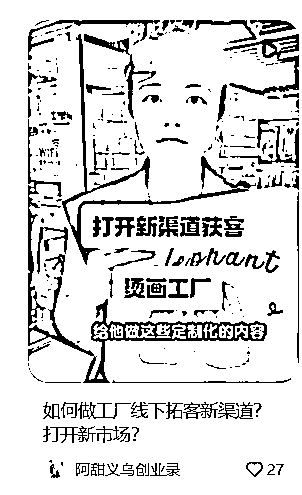 打开新渠道获客
烫画工厂
给他做这些定制化的内容
如何做工厂线下拓客新渠道？
打开新市场？
阿甜义乌创业录
27